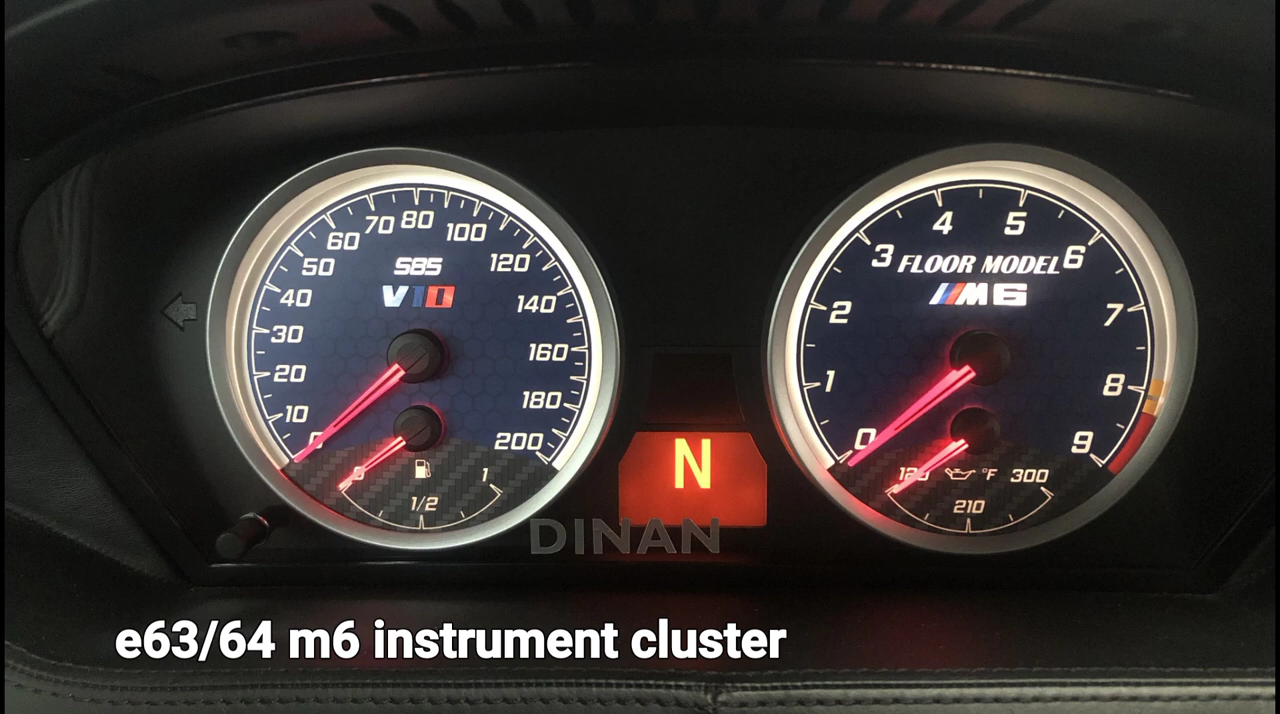 70 80
60 100
50 S85 120
40 V10 140
30
20 160
10 180
0 200
0 1
1/2
4 5
3 FLOOR MODEL 6
M6
2 7
1 8
0 9
120 °F 300
210
N
DINAN
e63/64 m6 instrument cluster